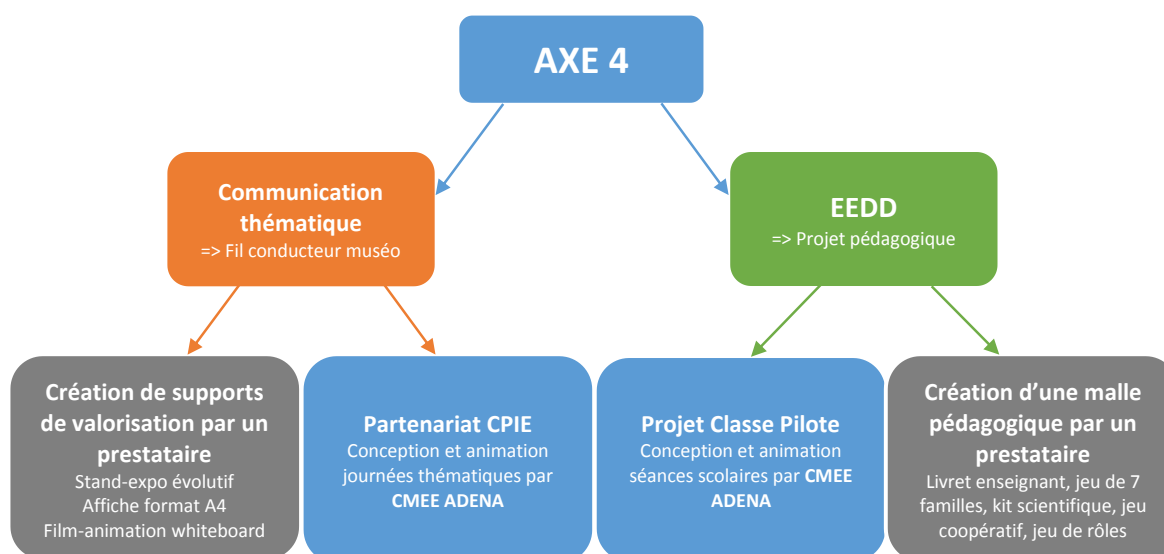 AXE 4
Communication
thématique
=> Fil conducteur muséo
EEDD
=> Projet pédagogique
Création de supports
de valorisation par un
prestataire
Stand-expo évolutif
Affiche format A4
Film-animation whiteboard
Partenariat CPIE
Conception et animation
journées thématiques par
CMEE ADENA
Projet Classe Pilote
Conception et animation
séances scolaires par CMEE
ADENA
Création d’une malle
pédagogique par un
prestataire
Livret enseignant, jeu de 7
familles, kit scientifique, jeu
coopératif, jeu de rôles